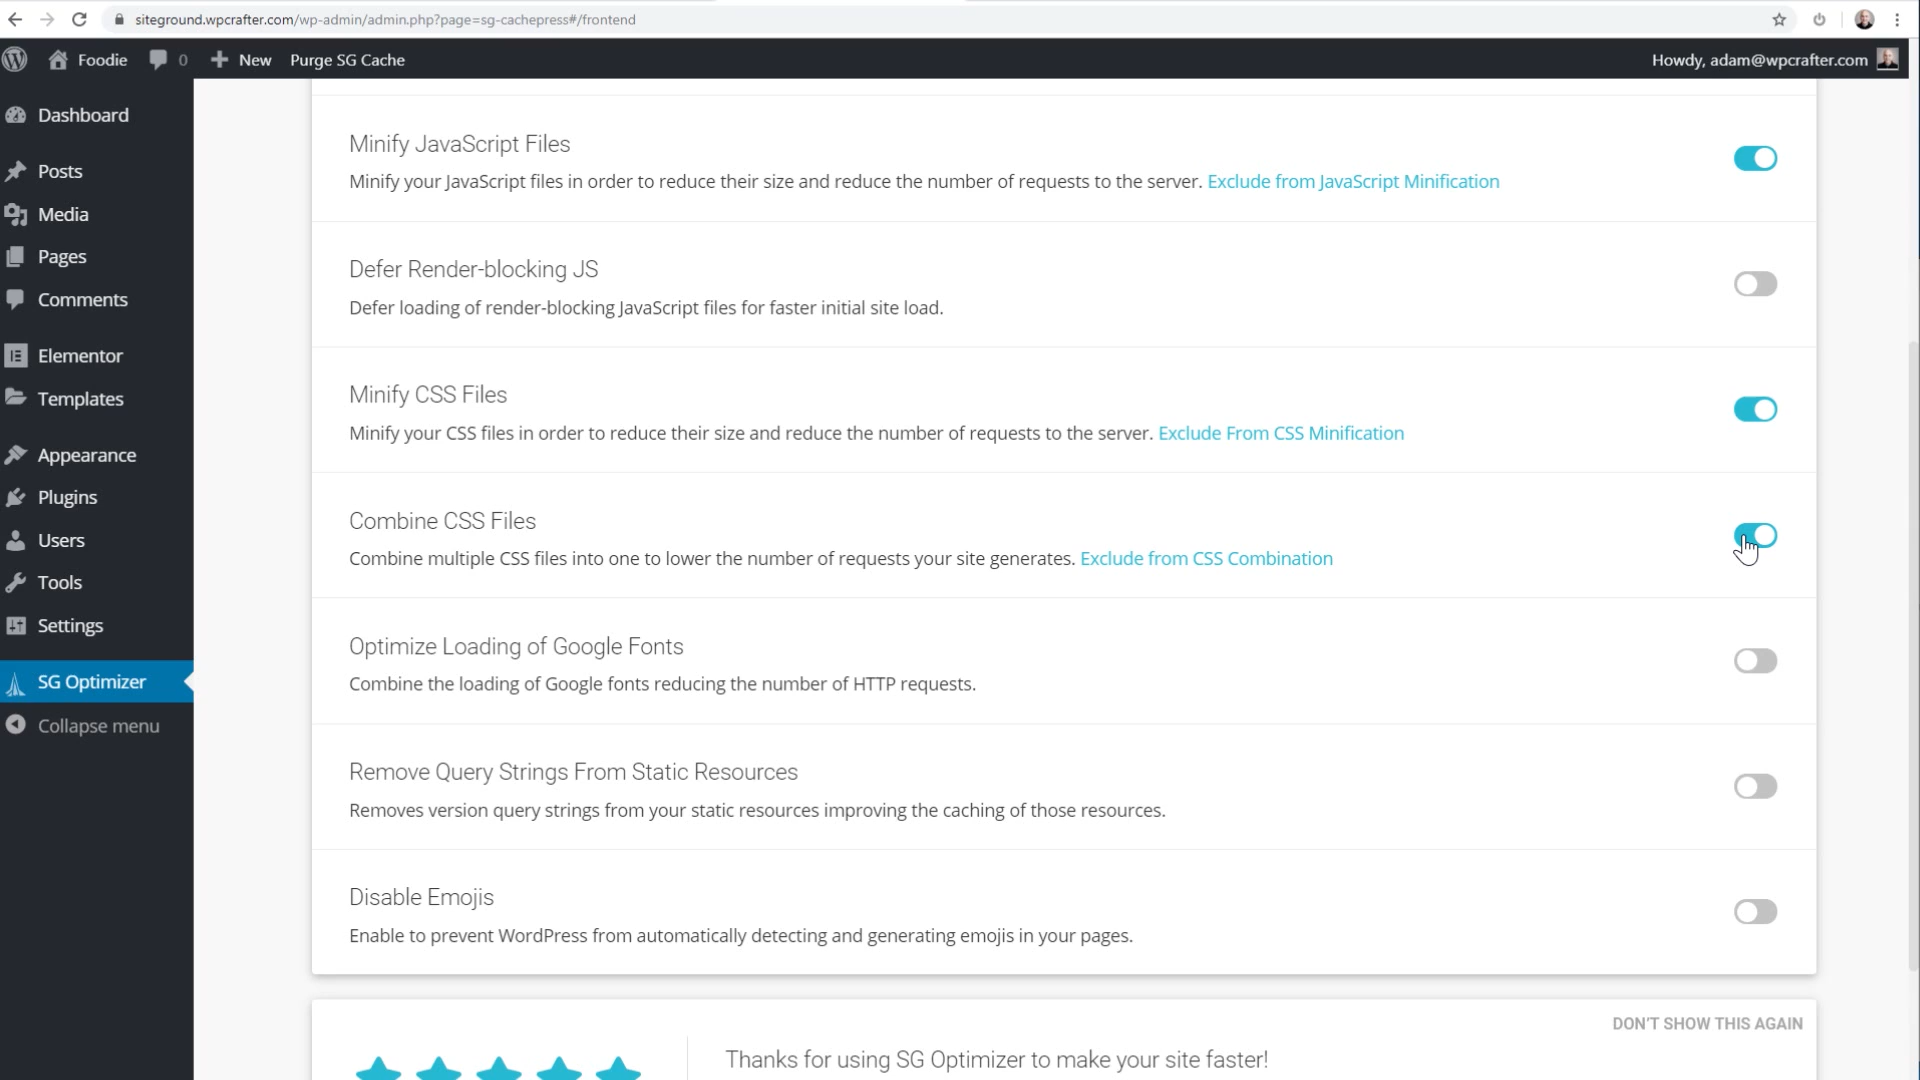 siteground.wpcrafter.com/wp-admin/admin.php?page=sg-cachepress#/frontend
Foodie
0
New
Purge SG Cache
Howdy, adam@wpcrafter.com
Dashboard
Posts
Media
Pages
Comments
Elementor
Templates
Appearance
Plugins
Users
Tools
Settings
SG Optimizer
Collapse menu
Minify JavaScript Files
Minify your JavaScript files in order to reduce their size and reduce the number of requests to the server. Exclude from JavaScript Minification
Defer Render-blocking JS
Defer loading of render-blocking JavaScript files for faster initial site load.
Minify CSS Files
Minify your CSS files in order to reduce their size and reduce the number of requests to the server. Exclude From CSS Minification
Combine CSS Files
Combine multiple CSS files into one to lower the number of requests your site generates. Exclude from CSS Combination
Optimize Loading of Google Fonts
Combine the loading of Google fonts reducing the number of HTTP requests.
Remove Query Strings From Static Resources
Removes version query strings from your static resources improving the caching of those resources.
Disable Emojis
Enable to prevent WordPress from automatically detecting and generating emojis in your pages.
DON'T SHOW THIS AGAIN
Thanks for using SG Optimizer to make your site faster!